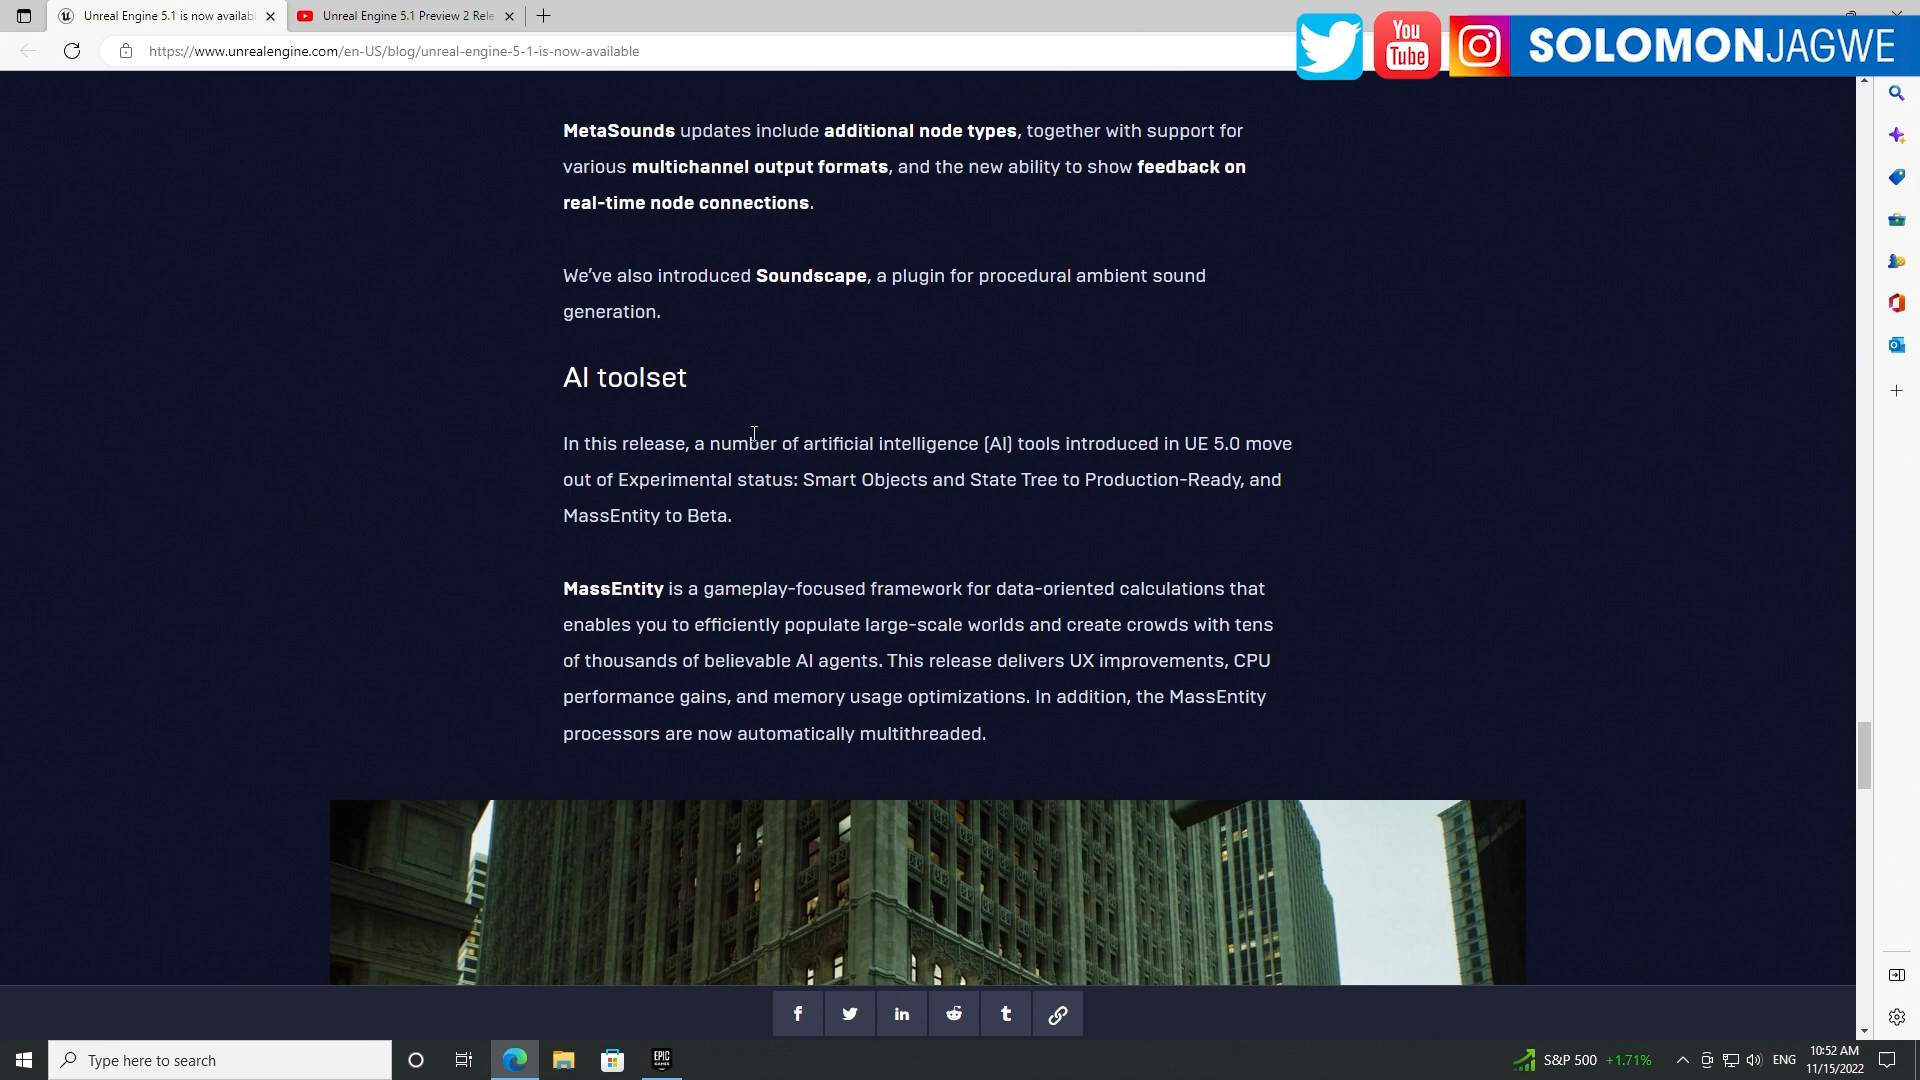 Unreal Engine 5.1 is now availab
Unreal Engine 5.1 Preview 2 Rele
https://www.unrealengine.com/en-US/blog/unreal-engine-5-1-is-now-available
You
Tube
SOLOMONJAGWE
MetaSounds updates include additional node types, together with support for
various multichannel output formats, and the new ability to show feedback on
real-time node connections.
We've also introduced Soundscape, a plugin for procedural ambient sound
generation.
AI toolset
In this release, a number of artificial intelligence (AI) tools introduced in UE 5.0 move
out of Experimental status: Smart Objects and State Tree to Production-Ready, and
MassEntity to Beta.
MassEntity is a gameplay-focused framework for data-oriented calculations that
enables you to efficiently populate large-scale worlds and create crowds with tens
of thousands of believable AI agents. This release delivers UX improvements, CPU
performance gains, and memory usage optimizations. In addition, the MassEntity
processors are now automatically multithreaded.
Type here to search
EPIC
GAMES
S&P 500 +1.71%
ENG
10:52 AM
11/15/2022